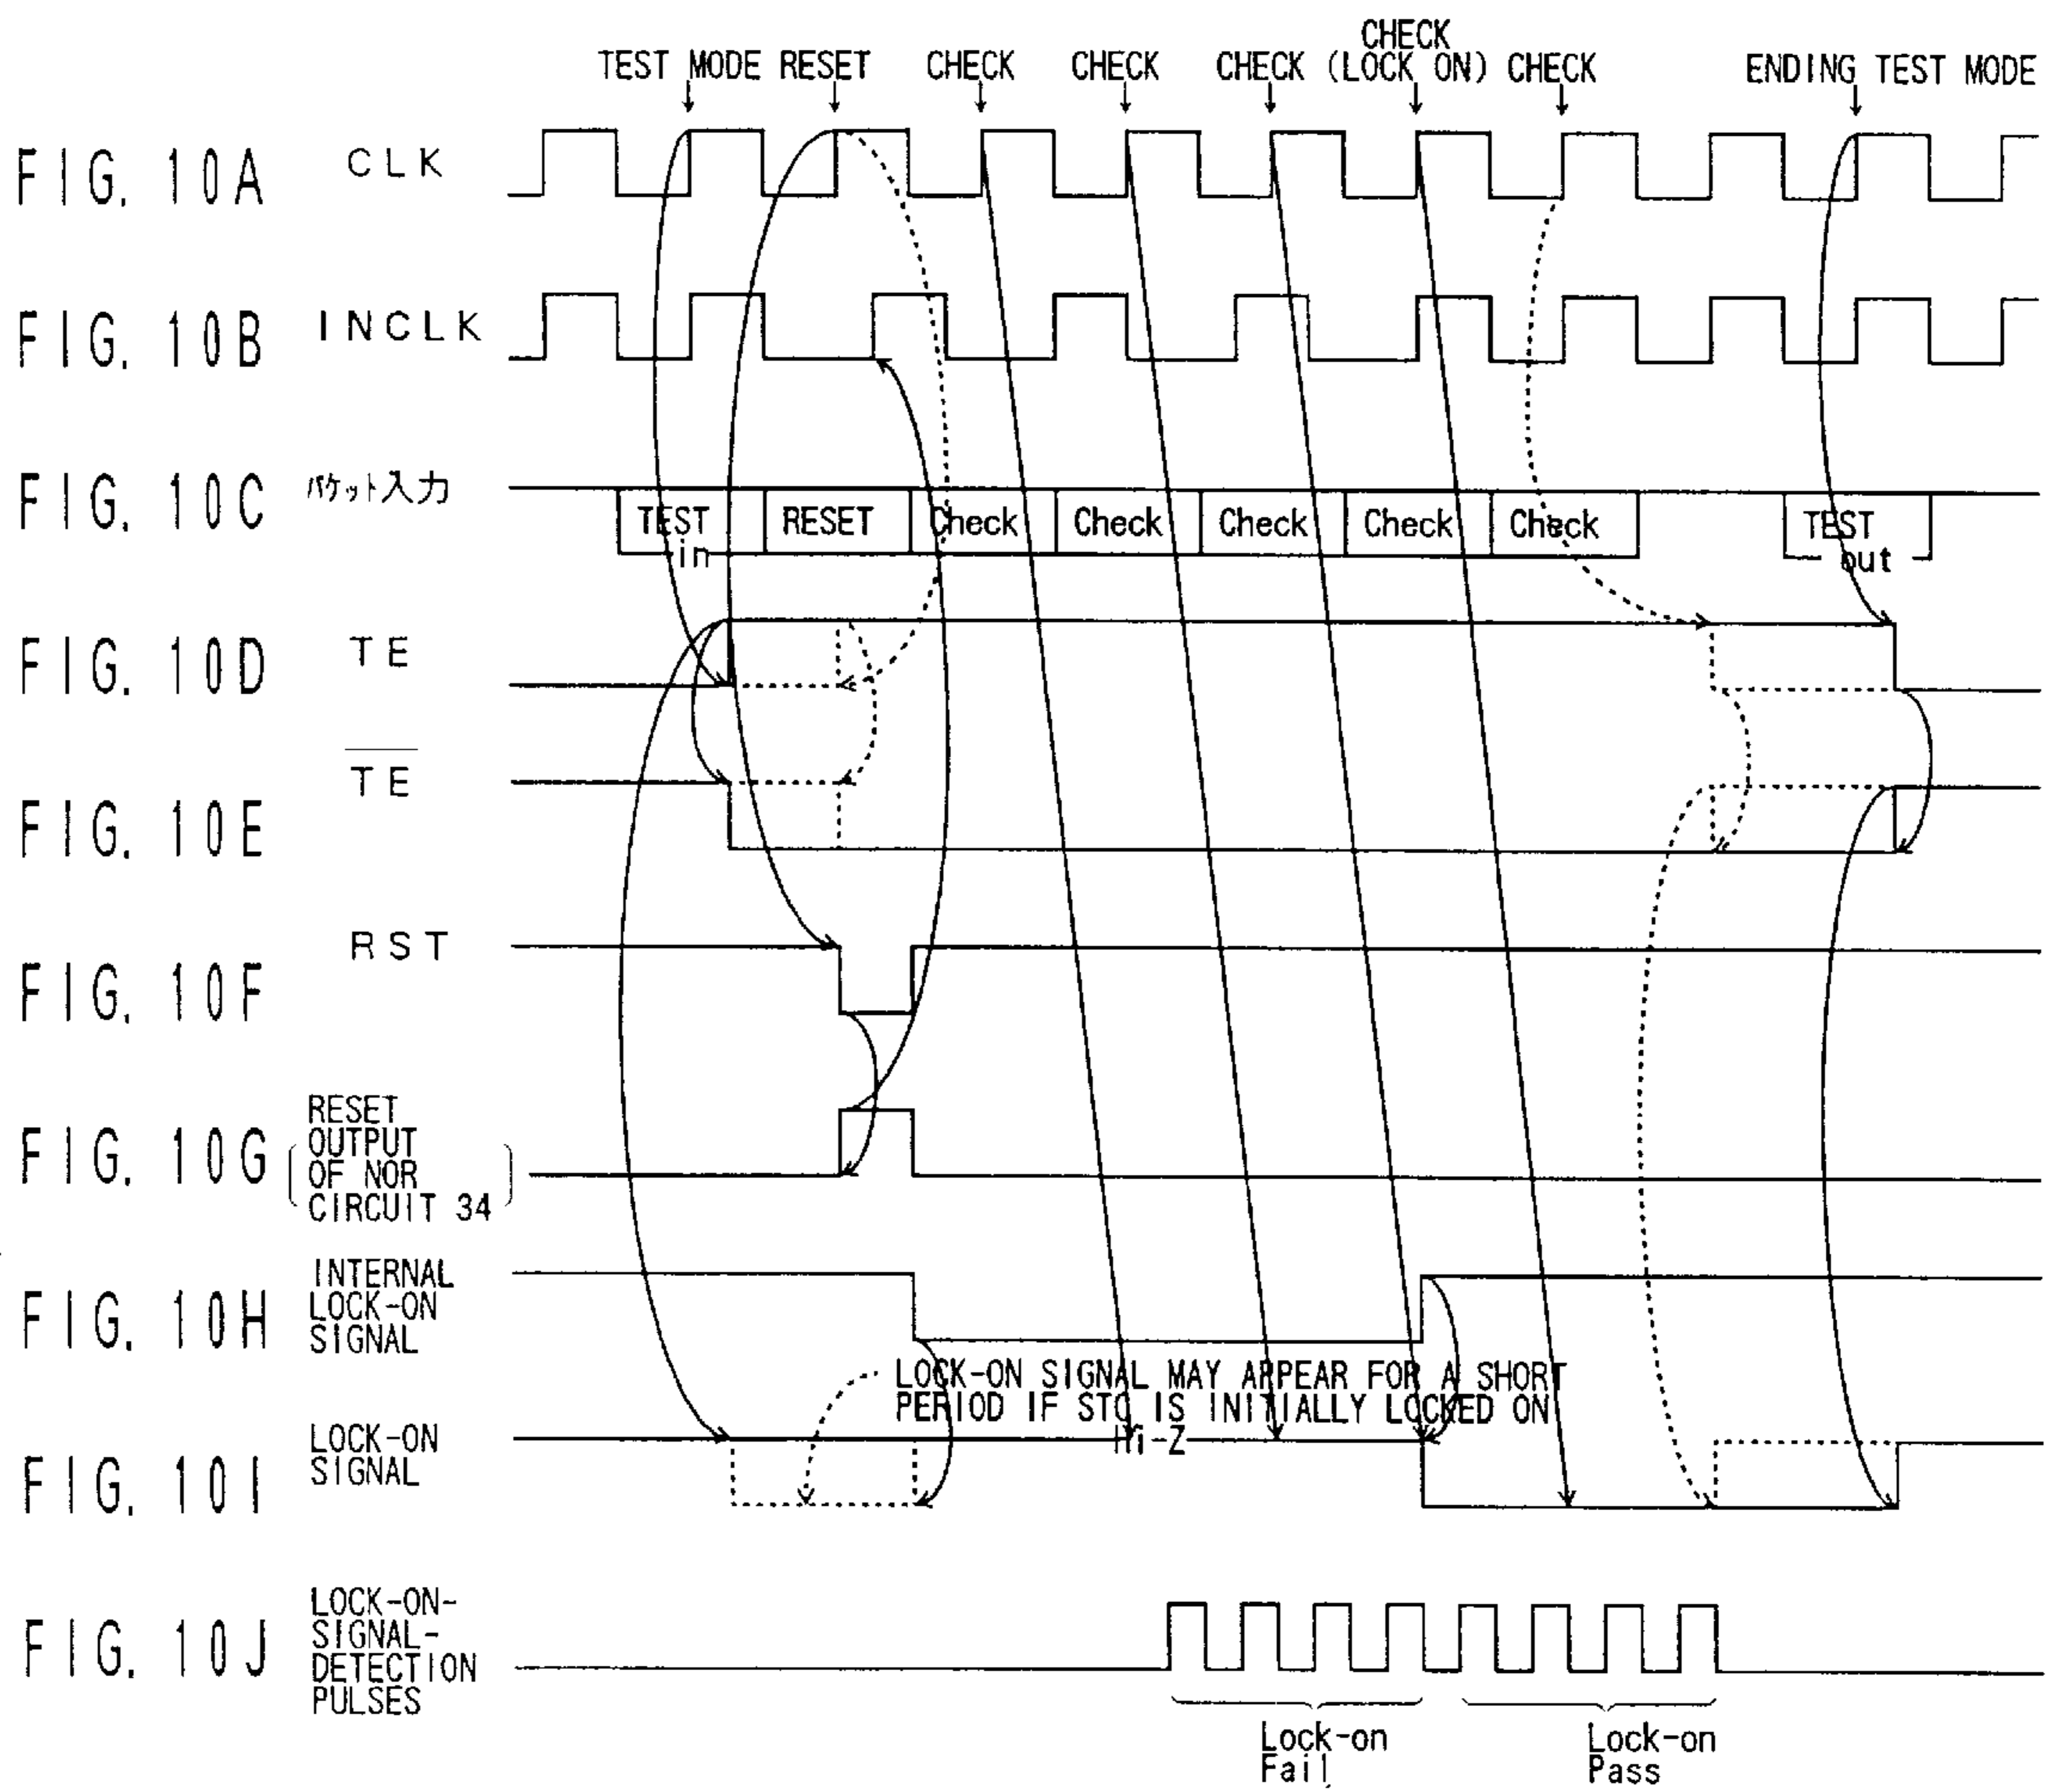 TEST MODE RESET CHECK CHECK CHECK CHECK (LOCK ON) CHECK ENDING TEST MODE
FIG. 10A CLK
FIG. 10B INCLK
FIG. 10C パケット入力 TEST in RESET Check Check Check Check Check TEST out
FIG. 10D TE
FIG. 10E TE
FIG. 10F RST
FIG. 10G RESET
OUTPUT
OF NOR
CIRCUIT 34
FIG. 10H INTERNAL
LOCK-ON
SIGNAL
LOCK-ON SIGNAL MAY APPEAR FOR A SHORT
PERIOD IF STC IS INITIALLY LOCKED ON
Hi-Z
FIG. 10I LOCK-ON
SIGNAL
FIG. 10J LOCK-ON-
SIGNAL-
DETECTION
PULSES
Lock-on
Fail
Lock-on
Pass